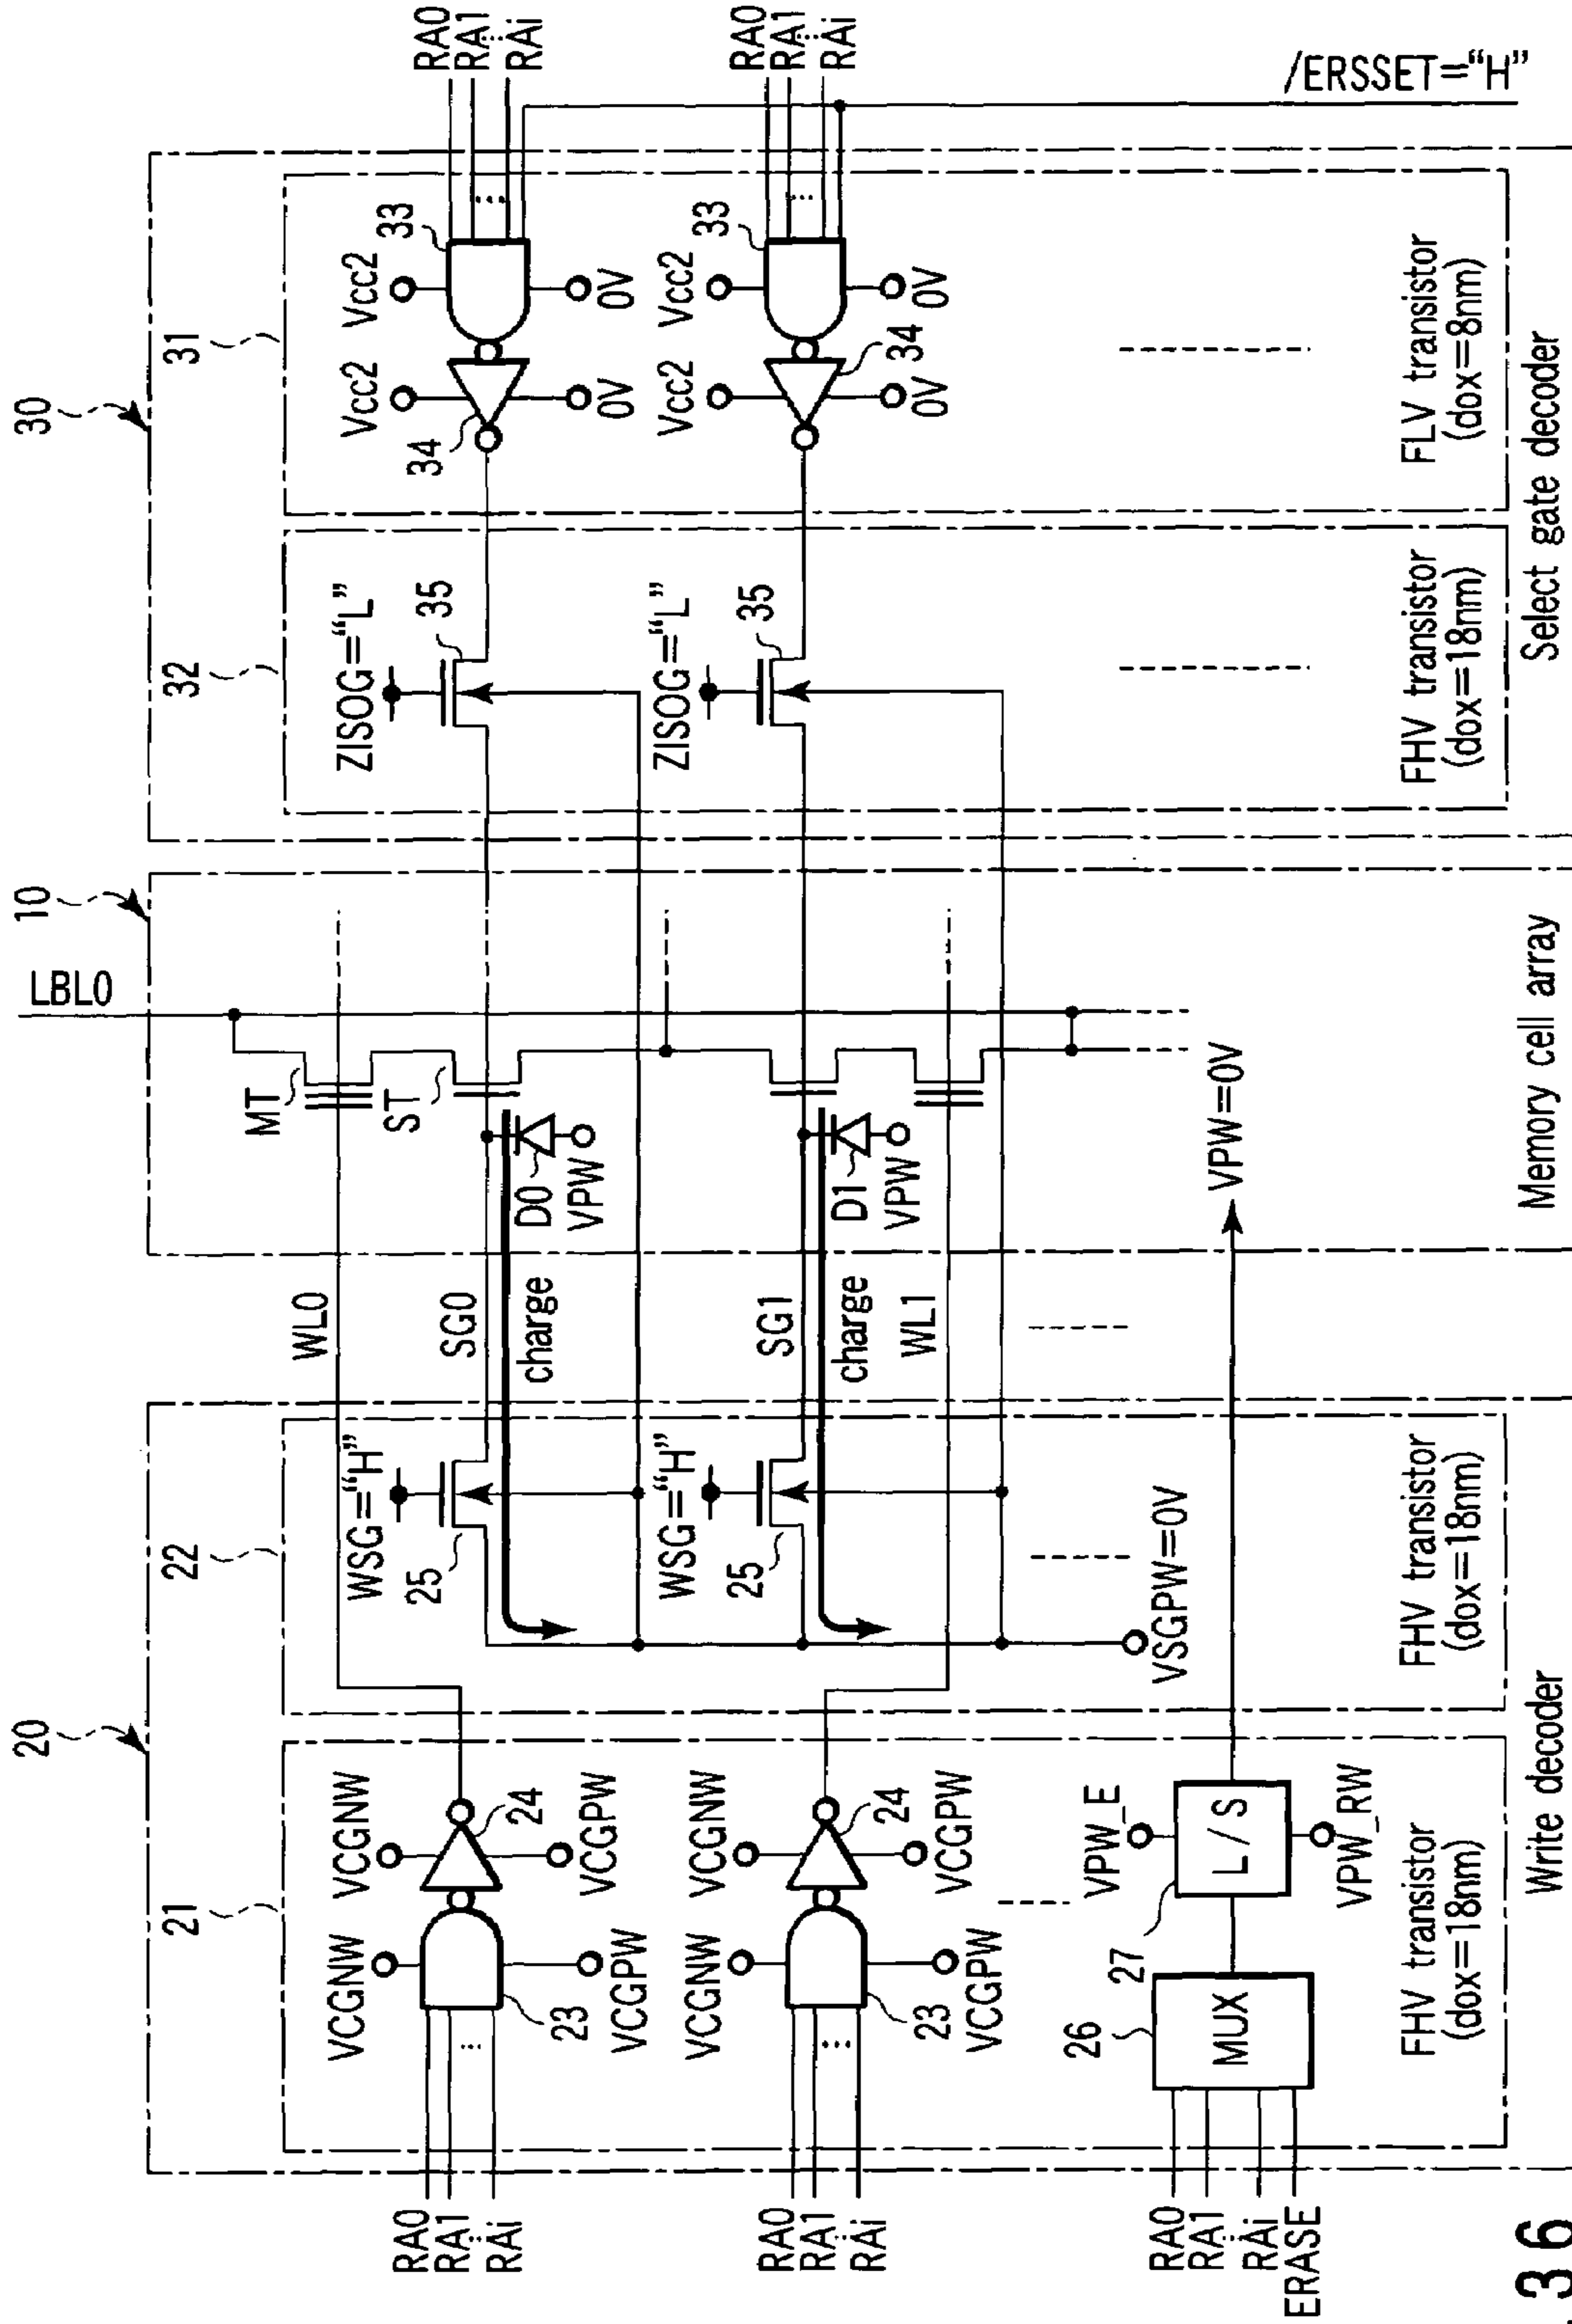 20
10
30
LBL0
21
22
32
31
MT
WL0
VCGNW
VCGNW
WSG="H"
ZISOG="L"
Vcc2
Vcc2
33
RA0
RA1
RAi
RA0
RA1
RAi
23
VCGPW
24
VCGPW
25
SG0
charge
ST
D0
VPW
35
34
0V
0V
VCGNW
VCGNW
WSG="H"
ZISOG="L"
Vcc2
Vcc2
33
RA0
RA1
RAi
RA0
RA1
RAi
23
VCGPW
24
VCGPW
25
SG1
charge
D1
VPW
35
34
0V
0V
WL1
VSGPW=0V
VPW=0V
/ERSSET="H"
RA0
RA1
RAi
ERASE
26
MUX
27
VPW_E
L/S
VPW_RW
FHV transistor
(dox=18nm)
FHV transistor
(dox=18nm)
FHV transistor
(dox=18nm)
FLV transistor
(dox=8nm)
Write decoder
Memory cell array
Select gate decoder
36